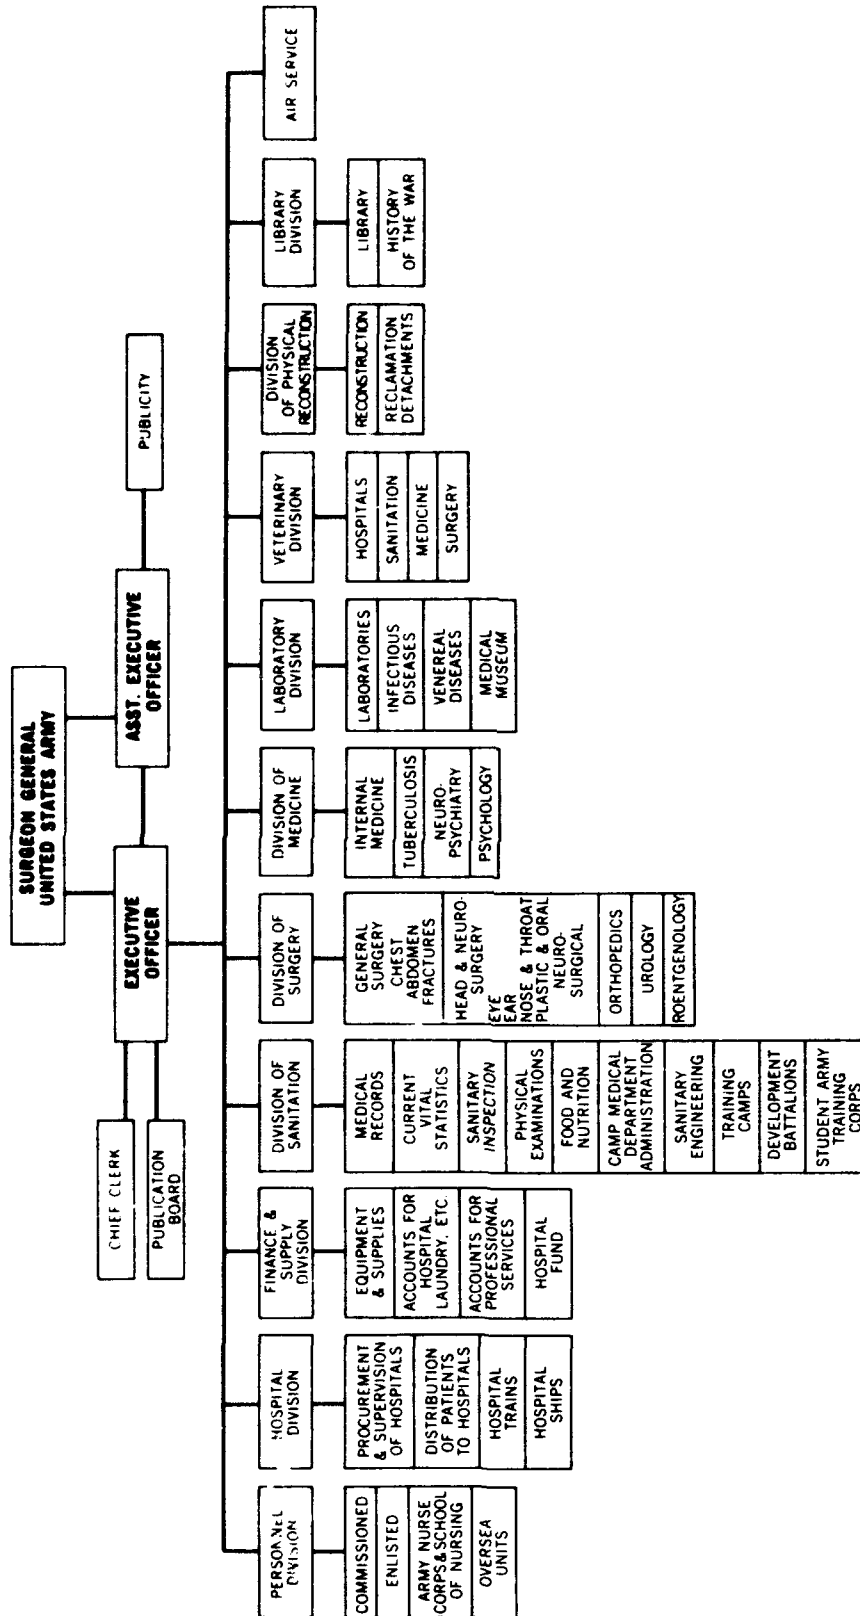 SURGEON GENERAL
UNITED STATES ARMY
EXECUTIVE
OFFICER
ASST. EXECUTIVE
OFFICER
CHIEF CLERK
PUBLICATION
BOARD
PUBLICITY
PERSONNEL
DIVISION
COMMISSIONED
ENLISTED
ARMY NURSE
CORPS & SCHOOL
OF NURSING
OVERSEA
UNITS
HOSPITAL
DIVISION
PROCUREMENT
& SUPERVISION
OF HOSPITALS
DISTRIBUTION
OF PATIENTS
TO HOSPITALS
HOSPITAL
TRAINS
HOSPITAL
SHIPS
FINANCE &
SUPPLY
DIVISION
EQUIPMENT
& SUPPLIES
ACCOUNTS FOR
HOSPITAL
LAUNDRY, ETC.
ACCOUNTS FOR
PROFESSIONAL
SERVICES
HOSPITAL
FUND
DIVISION OF
SANITATION
MEDICAL
RECORDS
CURRENT
VITAL
STATISTICS
SANITARY
INSPECTION
PHYSICAL
EXAMINATIONS
FOOD AND
NUTRITION
CAMP MEDICAL
DEPARTMENT
ADMINISTRATION
SANITARY
ENGINEERING
TRAINING
CAMPS
DEVELOPMENT
BATTALIONS
STUDENT ARMY
TRAINING
CORPS
DIVISION OF
SURGERY
GENERAL
SURGERY
CHEST
ABDOMEN
FRACTURES
HEAD & NEURO-
SURGERY
EYE
EAR
NOSE & THROAT
PLASTIC & ORAL
NEURO-
SURGICAL
ORTHOPEDICS
UROLOGY
ROENTGENOLOGY
DIVISION OF
MEDICINE
INTERNAL
MEDICINE
TUBERCULOSIS
NEURO-
PSYCHIATRY
PSYCHOLOGY
LABORATORY
DIVISION
LABORATORIES
INFECTIOUS
DISEASES
VENEREAL
DISEASES
MEDICAL
MUSEUM
VETERINARY
DIVISION
HOSPITALS
SANITATION
MEDICINE
SURGERY
DIVISION
OF PHYSICAL
RECONSTRUCTION
RECONSTRUCTION
RECLAMATION
DETACHMENTS
LIBRARY
DIVISION
LIBRARY
HISTORY
OF THE WAR
AIR SERVICE